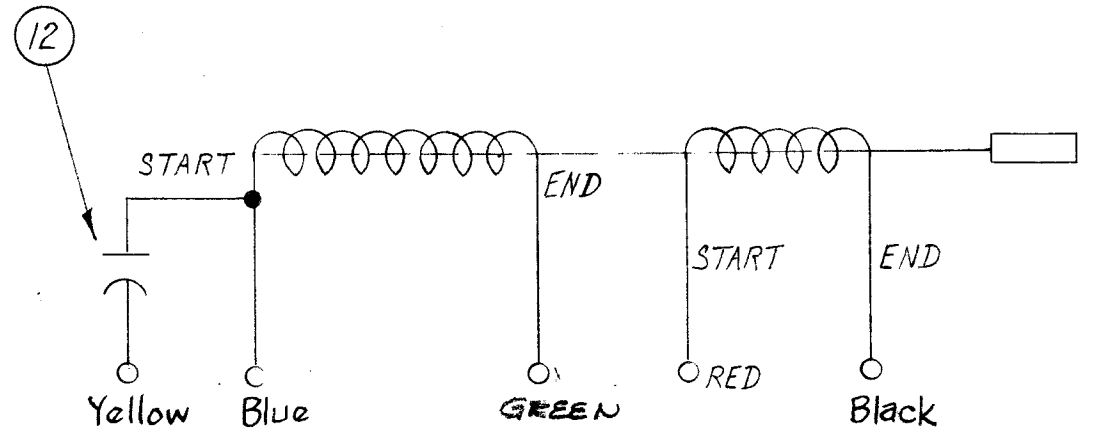 12
START
END
START
END
RED
Yellow
Blue
GREEN
Black